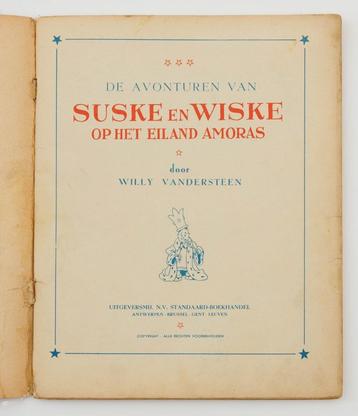 DE AVONTUREN VAN
SUSKE EN WISKE
OP HET EILAND AMORAS
door
WILLY VANDERSTEEN
UITGEVERSMIJ. N.V. STANDAARD-BOEKHANDEL
ANTWERPEN - BRUSSEL - GENT - LEUVEN
COPYRIGHT - ALLE RECHTEN VOORBEHOUDEN